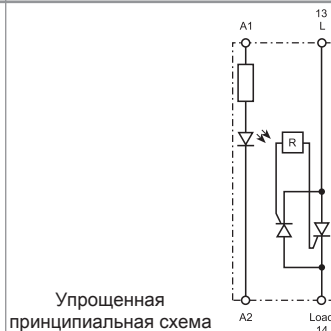 13
A1
L
R
Упрощенная
принципиальная схема
A2
Load
14